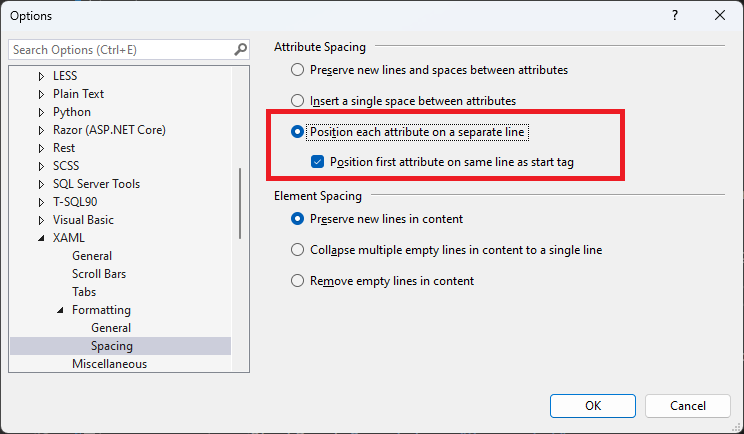 Options
?
Search Options (Ctrl+E)
LESS
Plain Text
Python
Razor (ASP.NET Core)
Rest
SCSS
SQL Server Tools
T-SQL90
Visual Basic
XAML
General
Scroll Bars
Tabs
Formatting
General
Spacing
Miscellaneous
Attribute Spacing
Preserve new lines and spaces between attributes
Insert a single space between attributes
Position each attribute on a separate line
Position first attribute on same line as start tag
Element Spacing
Preserve new lines in content
Collapse multiple empty lines in content to a single line
Remove empty lines in content
OK
Cancel